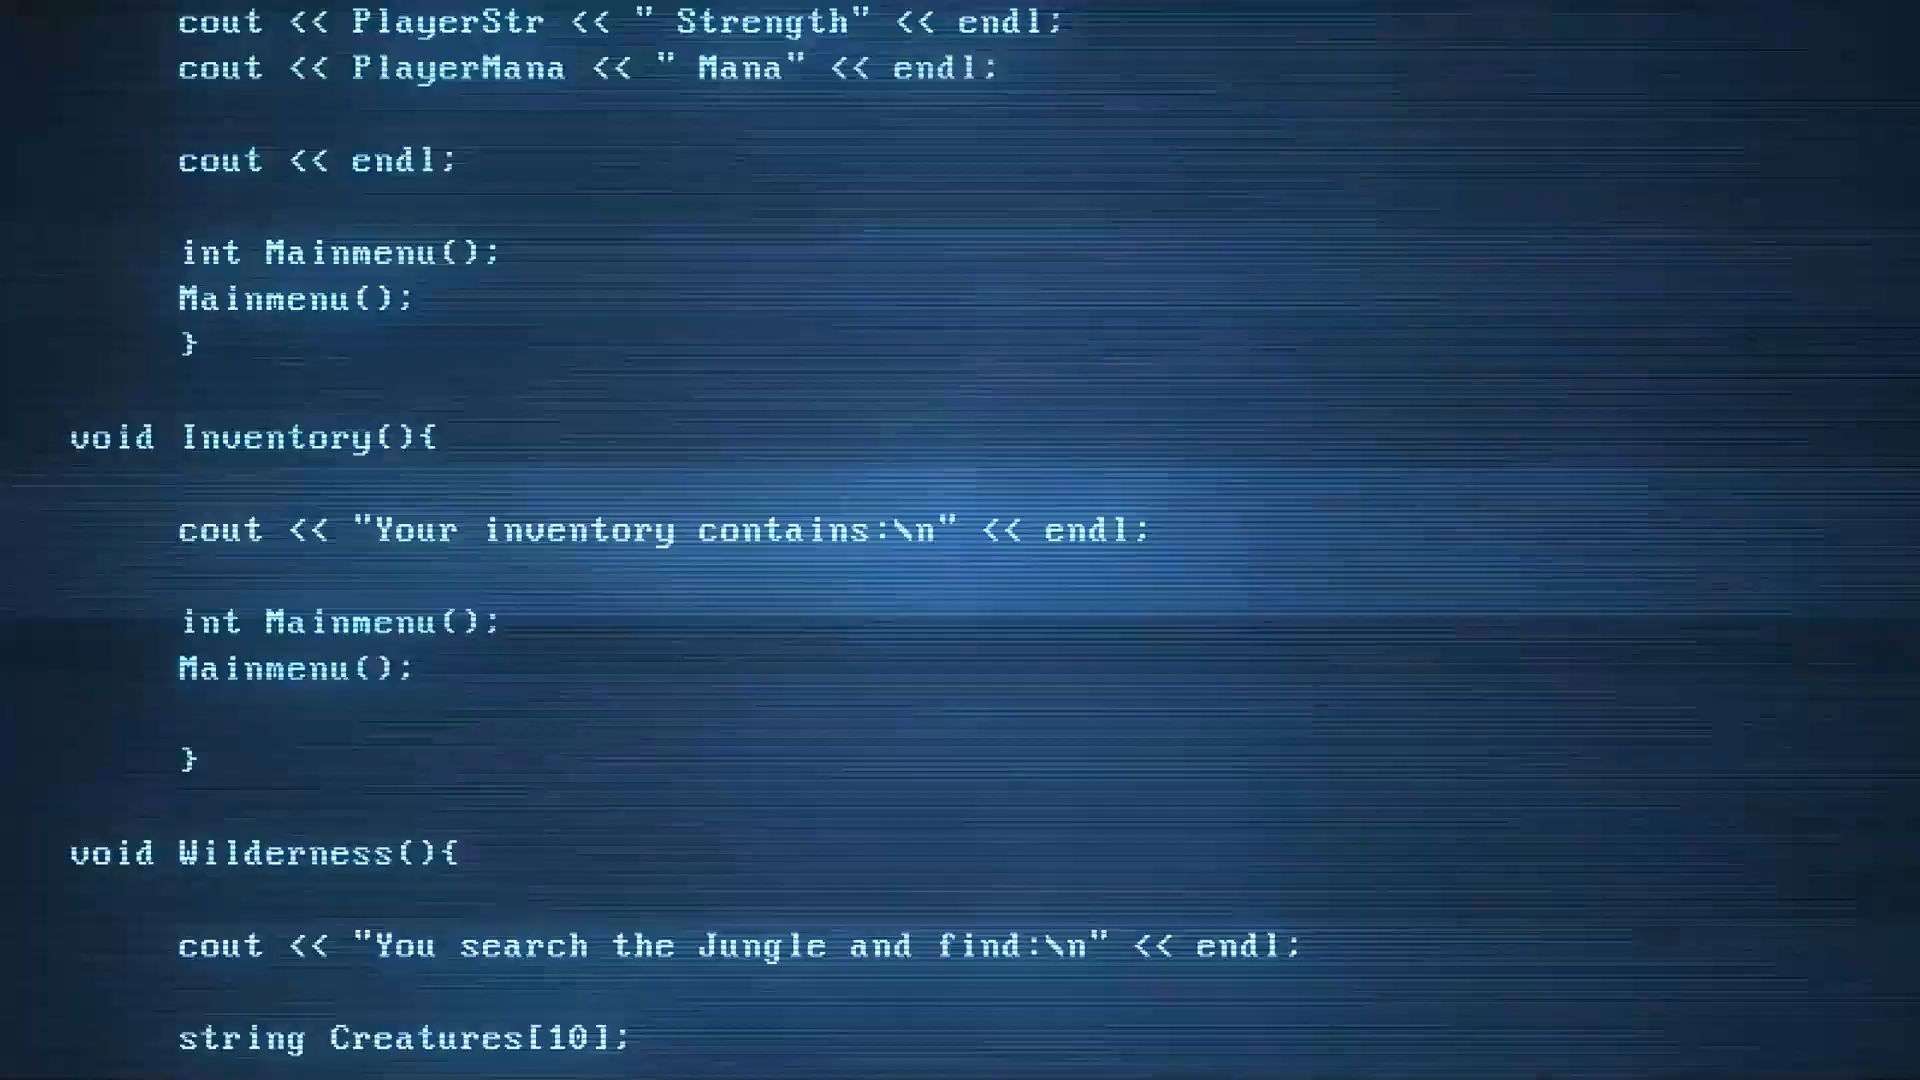 cout << PlayerStr << " Strength" << endl;
cout << PlayerMana << " Mana" << endl;
cout << endl;
int Mainmenu();
Mainmenu();
}
void Inventory(){
cout << "Your inventory contains:\n" << endl;
int Mainmenu();
Mainmenu();
}
void Wilderness(){
cout << "You search the Jungle and find:\n" << endl;
string Creatures[10];